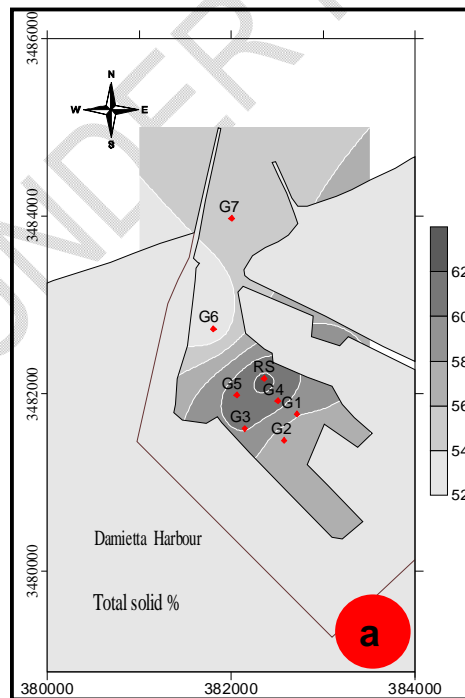 3486000
N
W E
S
3484000
G7
62
60
G6
58
RS
3482000
G5
G4
56
G1
G3
54
G2
52
Damietta Harbour
3480000
Total solid %
a
380000 382000 384000